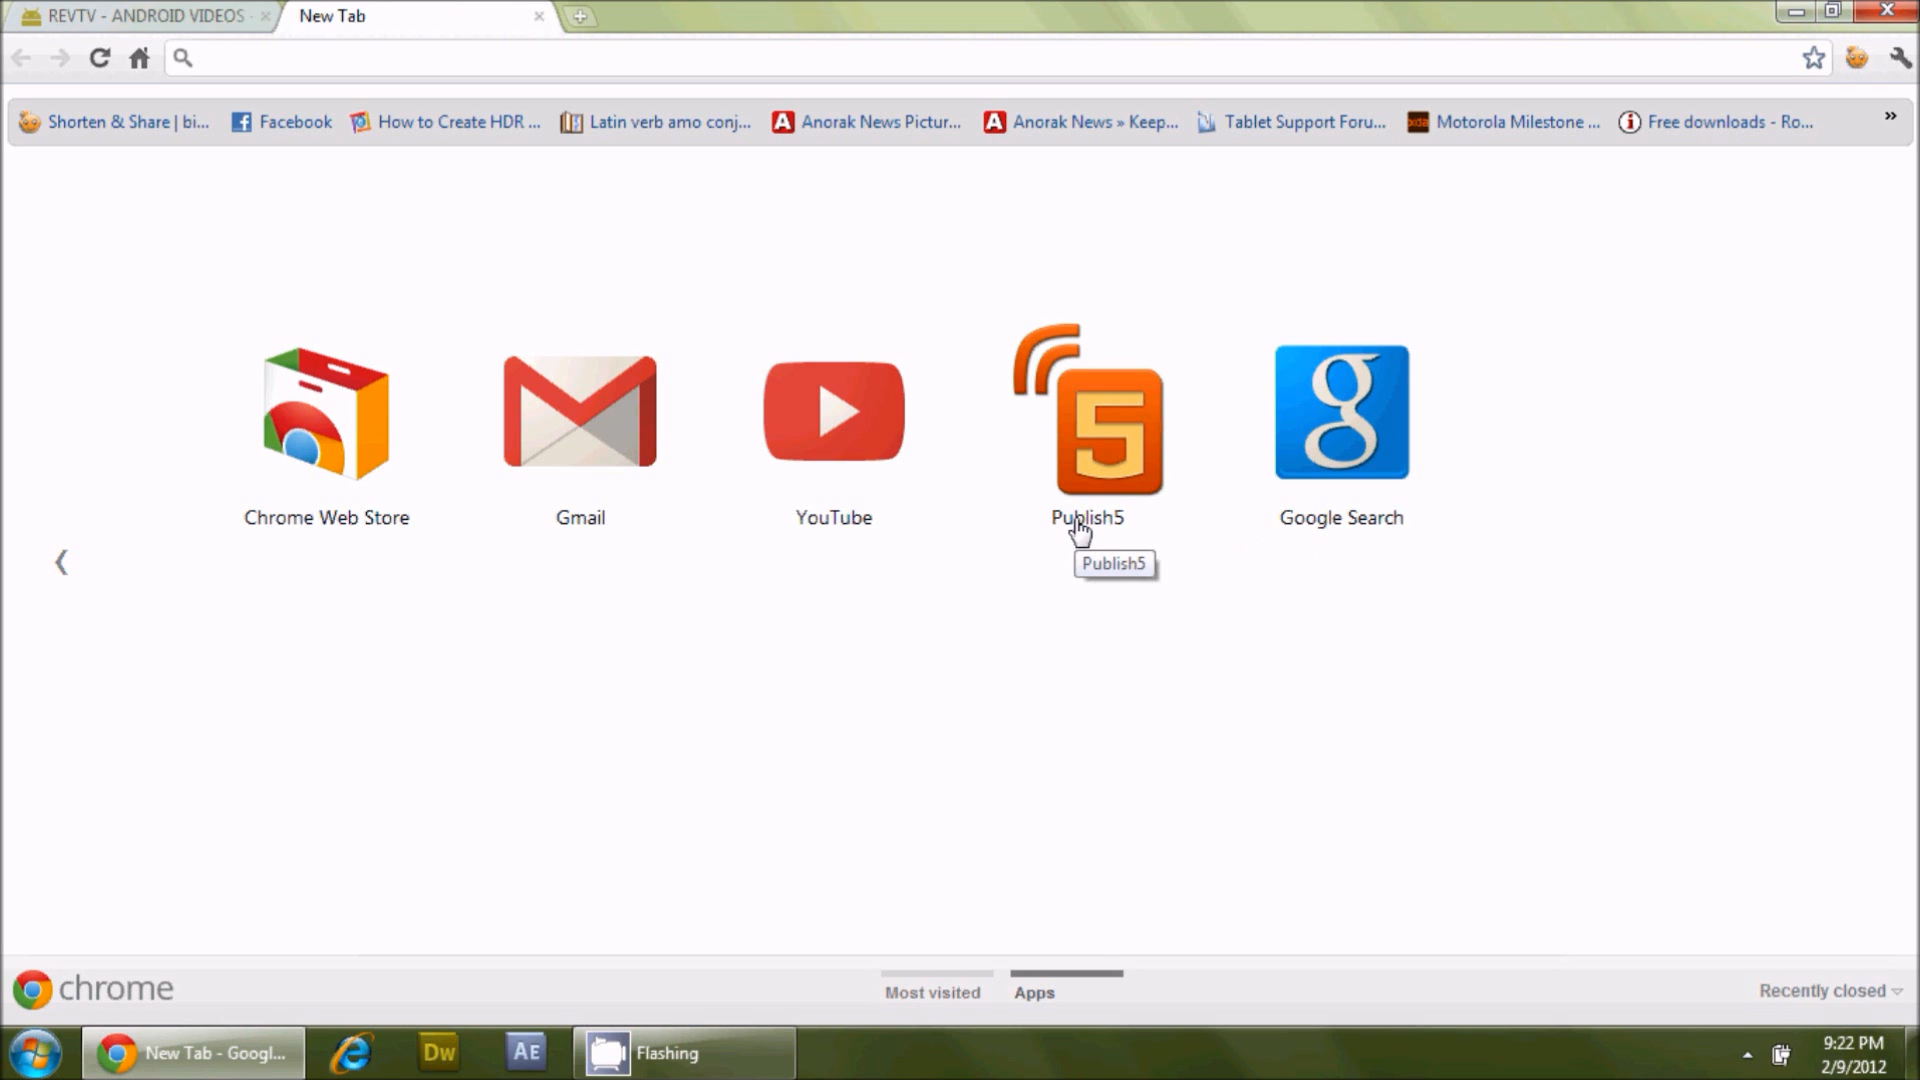 REVTV - ANDROID VIDEOS -
New Tab
Shorten & Share | bi...
Facebook
How to Create HDR ...
Latin verb amo conj...
Anorak News Pictur...
Anorak News » Keep...
Tablet Support Foru...
Motorola Milestone ...
Free downloads - Ro...
»
5
g
Chrome Web Store
Gmail
YouTube
Publish5
Google Search
Publish5
chrome
Most visited
Apps
Recently closed
New Tab - Googl...
Dw
AE
Flashing
9:22 PM
2/9/2012